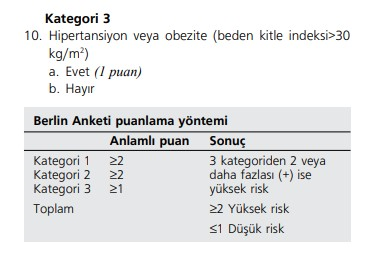 Kategori 3
10. Hipertansiyon veya obezite (beden kitle indeksi>30
kg/m²)
a. Evet (1 puan)
b. Hayır
Berlin Anketi puanlama yöntemi
Anlamlı puan Sonuç
Kategori 1 ≥2 3 kategoriden 2 veya
Kategori 2 ≥2 daha fazlası (+) ise
Kategori 3 ≥1 yüksek risk
Toplam ≥2 Yüksek risk
≤1 Düşük risk